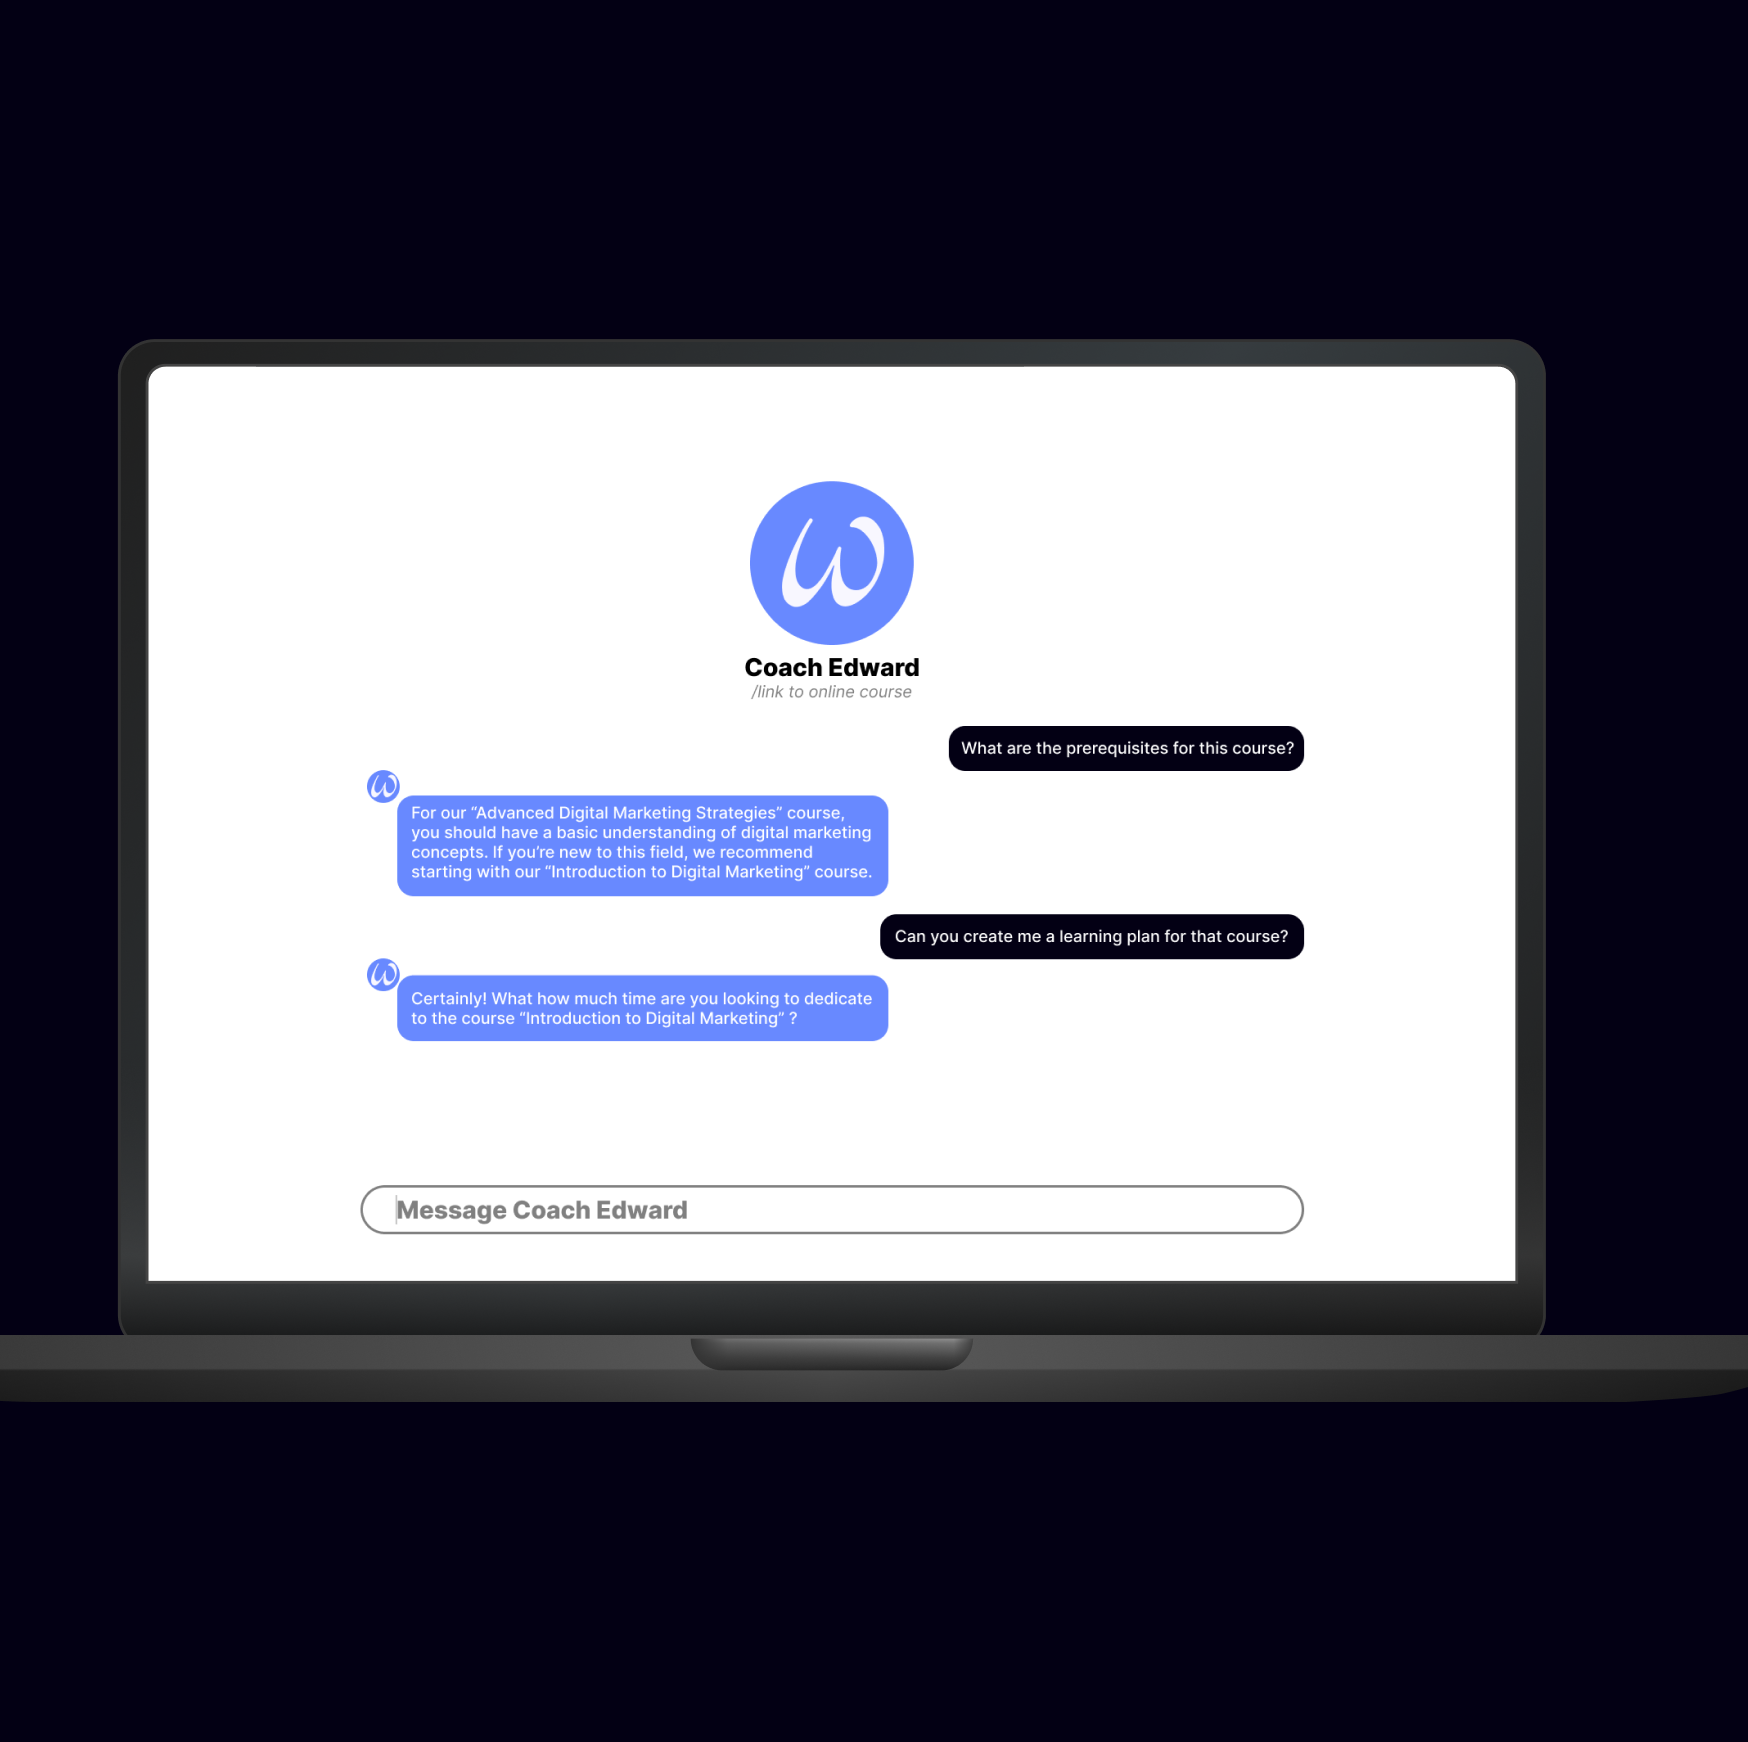 W
Coach Edward
/link to online course
What are the prerequisites for this course?
W
For our “Advanced Digital Marketing Strategies” course,
you should have a basic understanding of digital marketing
concepts. If you’re new to this field, we recommend
starting with our “Introduction to Digital Marketing” course.
Can you create me a learning plan for that course?
W
Certainly! What how much time are you looking to dedicate
to the course “Introduction to Digital Marketing” ?
Message Coach Edward